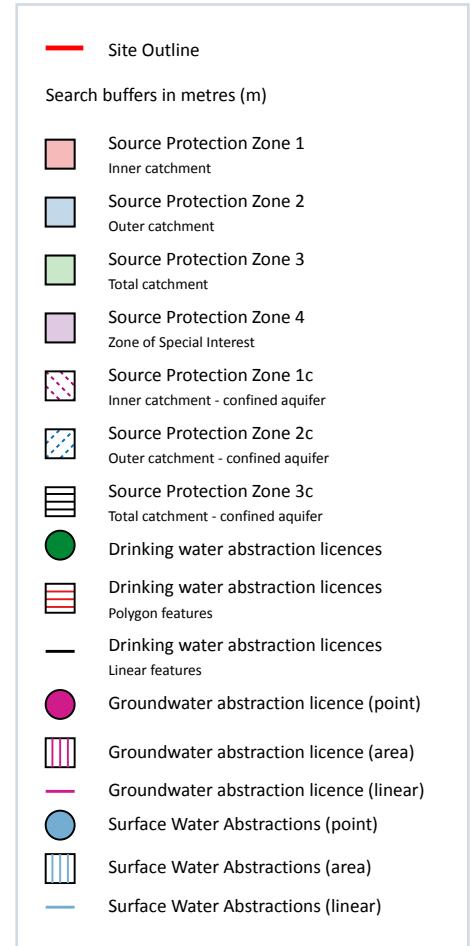 Site Outline
Search buffers in metres (m)
Source Protection Zone 1
Inner catchment
Source Protection Zone 2
Outer catchment
Source Protection Zone 3
Total catchment
Source Protection Zone 4
Zone of Special Interest
Source Protection Zone 1c
Inner catchment - confined aquifer
Source Protection Zone 2c
Outer catchment - confined aquifer
Source Protection Zone 3c
Total catchment - confined aquifer
Drinking water abstraction licences
Drinking water abstraction licences
Polygon features
Drinking water abstraction licences
Linear features
Groundwater abstraction licence (point)
Groundwater abstraction licence (area)
Groundwater abstraction licence (linear)
Surface Water Abstractions (point)
Surface Water Abstractions (area)
Surface Water Abstractions (linear)